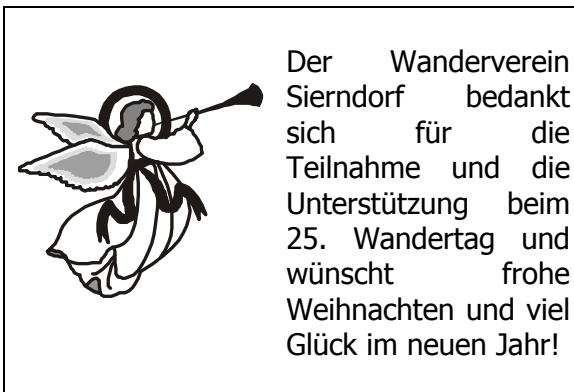 Der Wanderverein
Sierndorf bedankt
sich für die
Teilnahme und die
Unterstützung beim
25. Wandertag und
wünscht frohe
Weihnachten und viel
Glück im neuen Jahr!